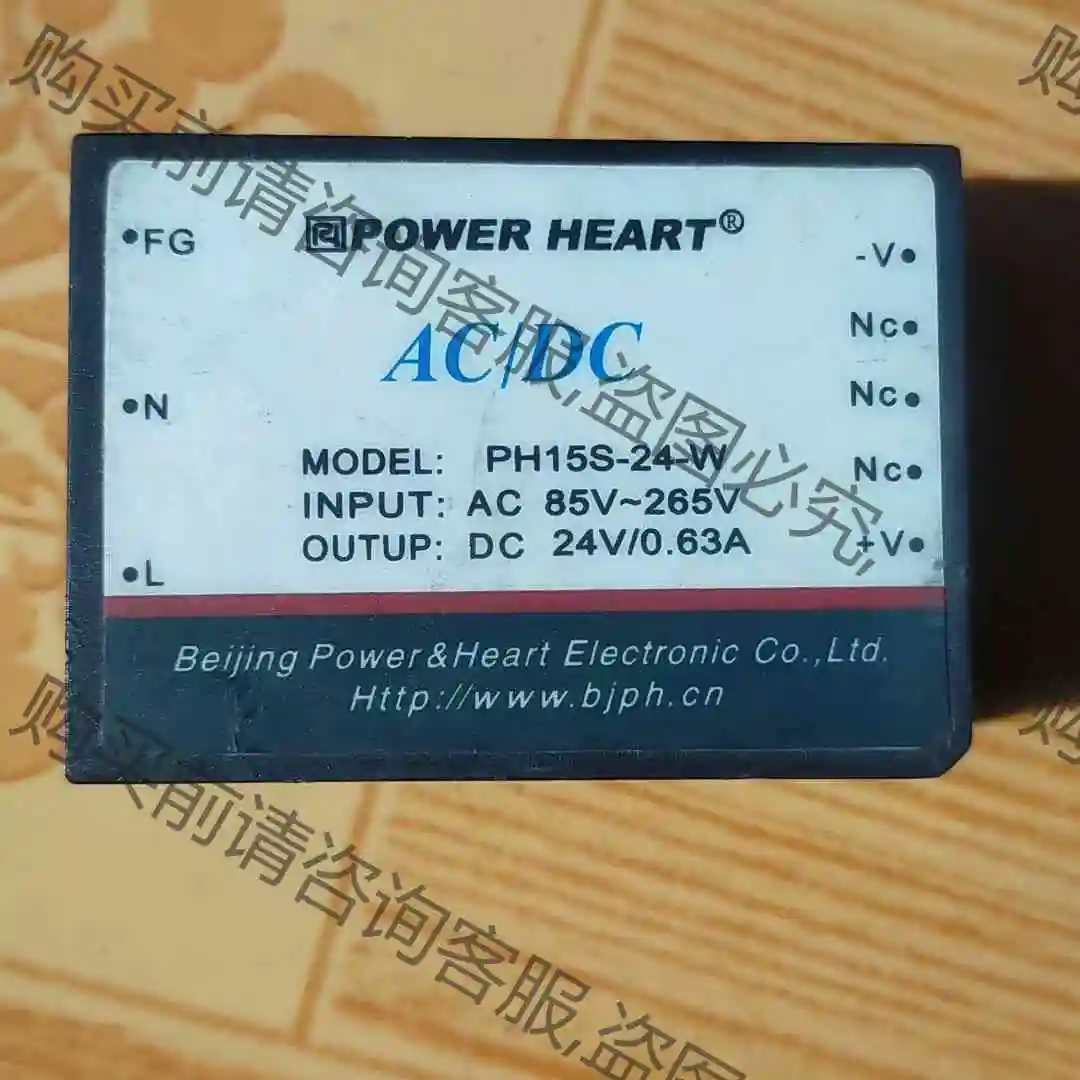 POWER HEART®
AC/DC
MODEL: PH15S-24-W
INPUT: AC 85V~265V
OUTUP: DC 24V/0.63A
•FG
•N
•L
-V•
Nc•
Nc•
Nc•
+V•
Beijing Power&Heart Electronic Co.,Ltd.
Http://www.bjph.cn
购买前请咨询客服,盗图必究,
购买前请咨询客服,盗图
购
购